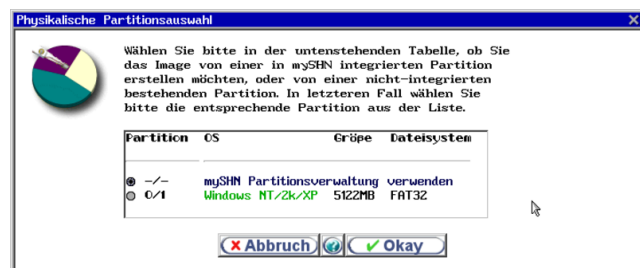 Physikalische Partitionsauswahl
Wählen Sie bitte in der untenstehenden Tabelle, ob Sie
das Image von einer in mySHN integrierten Partition
erstellen möchten, oder von einer nicht-integrierten
bestehenden Partition. In letzteren Fall wählen Sie
bitte die entsprechende Partition aus der Liste.
Partition OS Größe Dateisystem
-/- mySHN Partitionsverwaltung verwenden
0/1 Windows NT/2k/XP 5122MB FAT32
Abbruch Okay